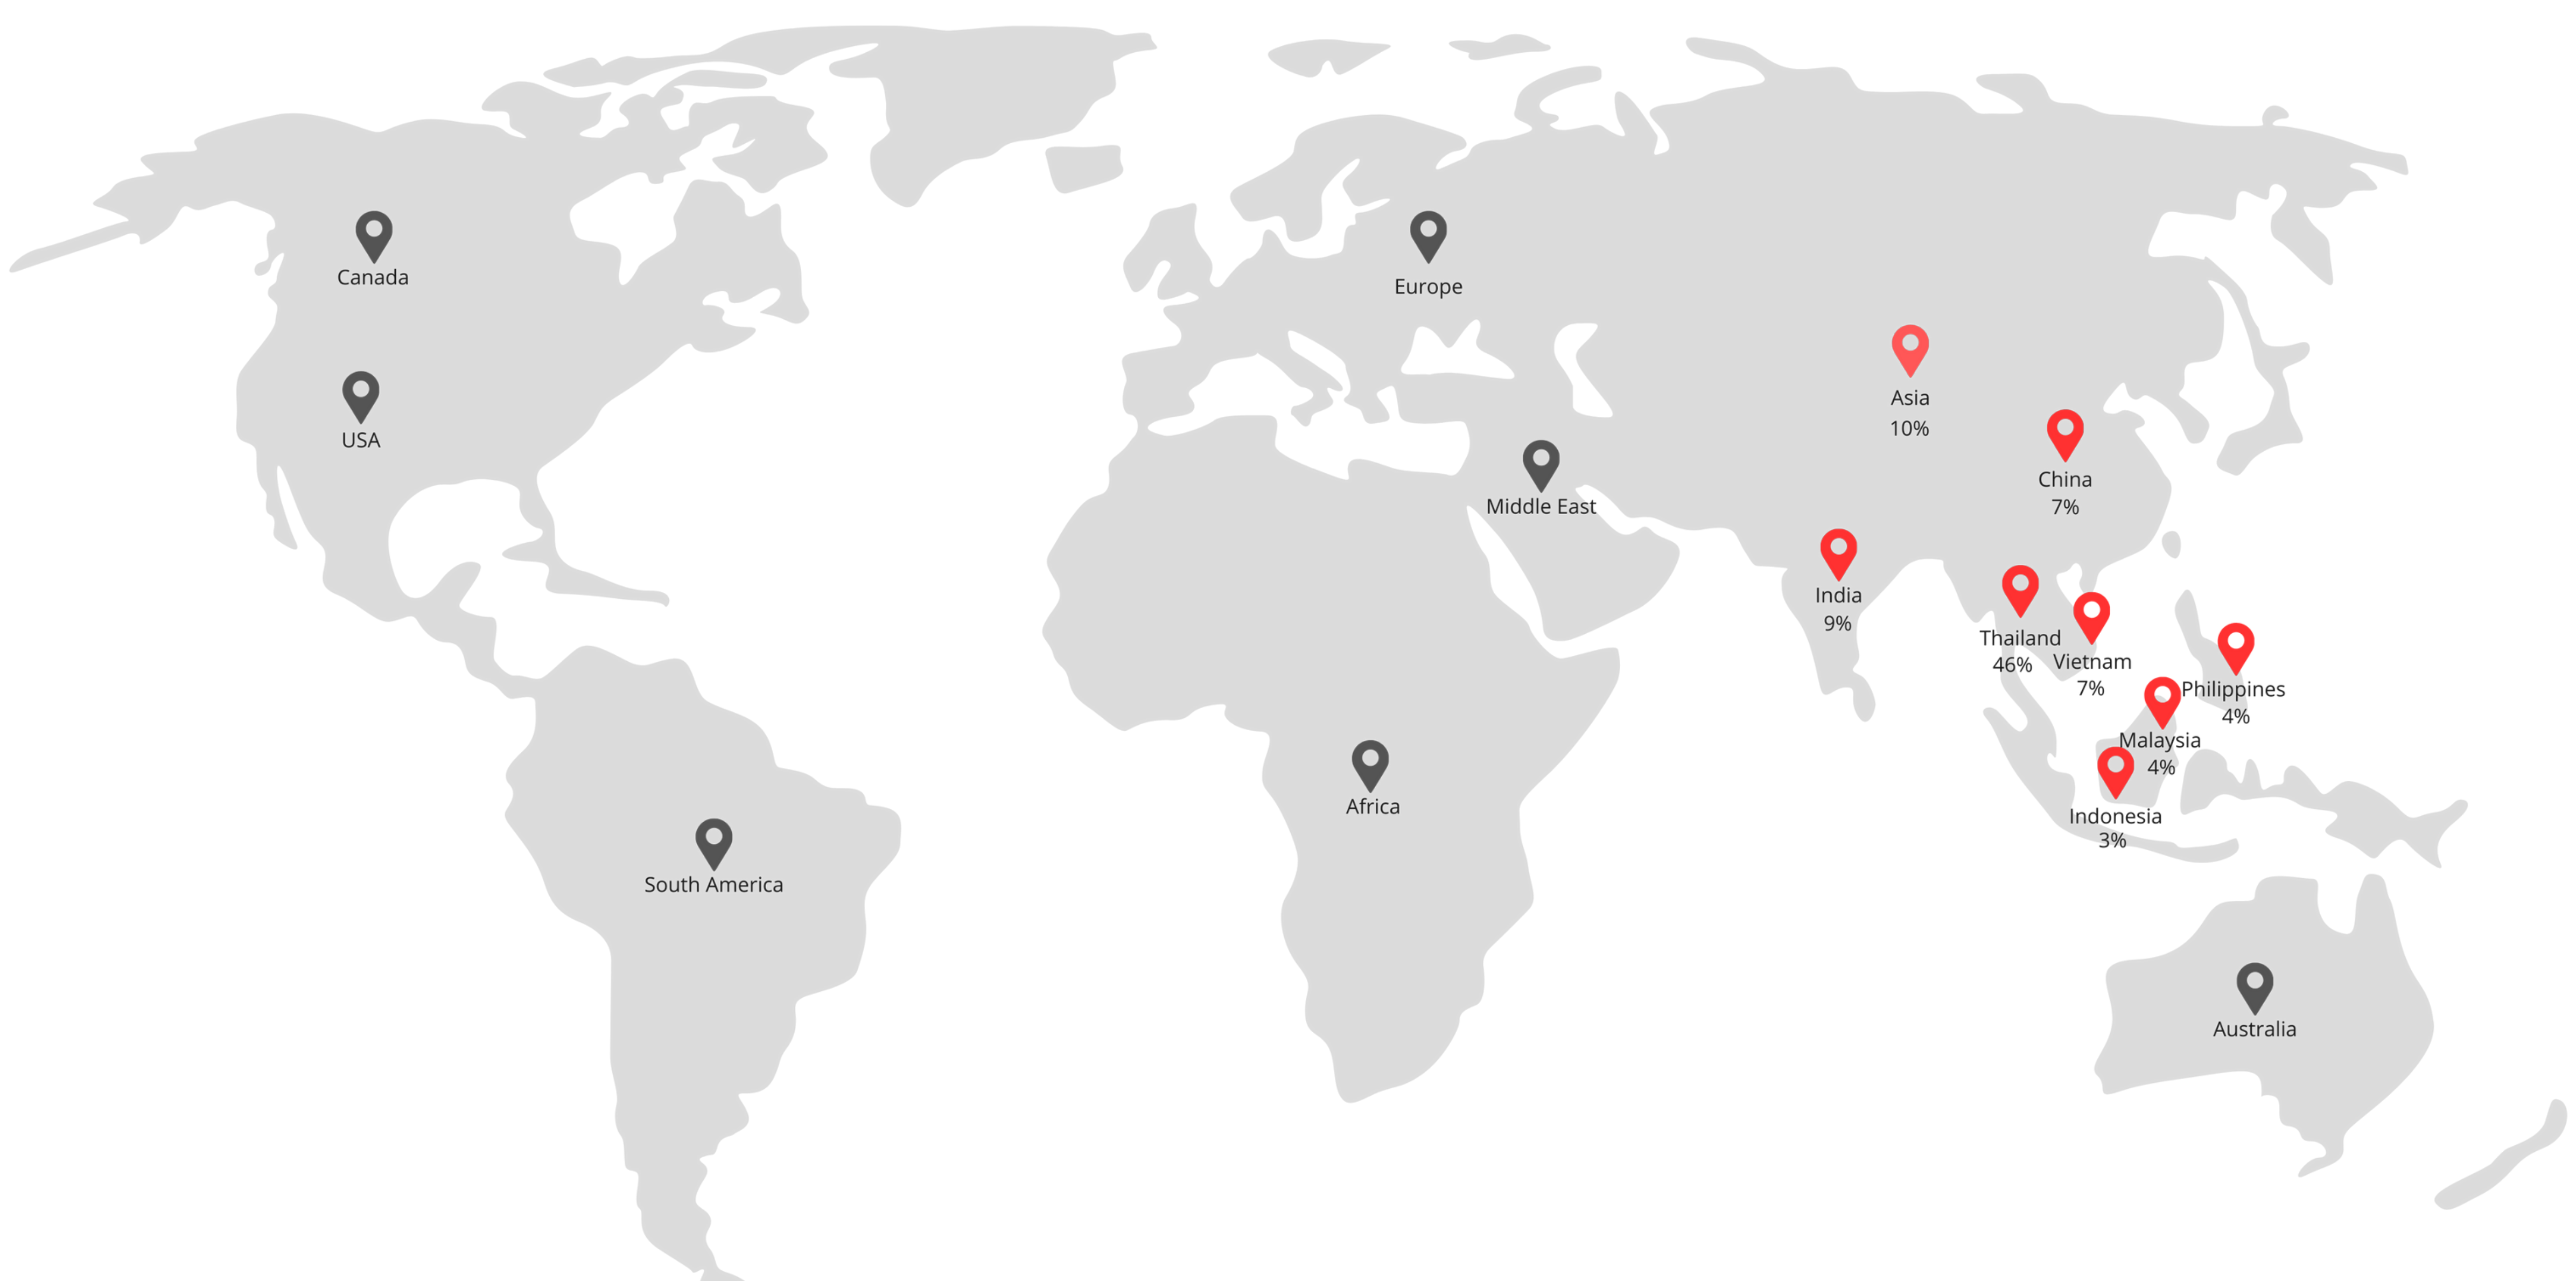 Canada
Europe
Asia
10%
USA
China
7%
Middle East
India
9%
Thailand
46%
Vietnam
7%
Philippines
4%
Malaysia
4%
Africa
Indonesia
3%
South America
Australia